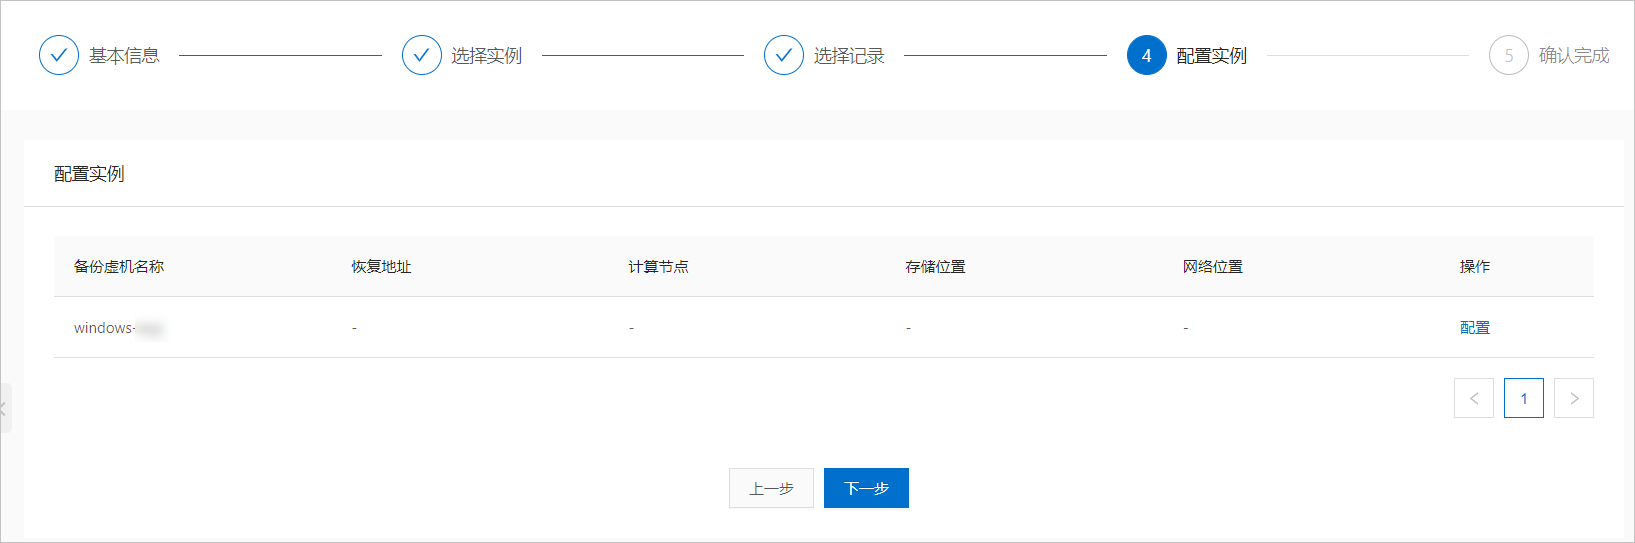 基本信息 选择实例 选择记录 4 配置实例 5 确认完成
配置实例
备份虚机名称 恢复地址 计算节点 存储位置 网络位置 操作
windows- - - - - 配置
< 1 >
上一步 下一步